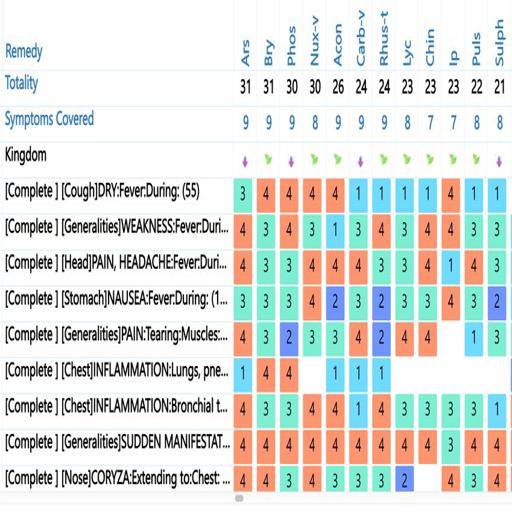 Remedy Ars Bry Phos Nux-v Acon Carb-v Rhus-t Lyc Chin Ip Puls Sulph
Totality 31 31 30 30 26 24 24 23 23 23 22 21
Symptoms Covered 9 9 9 8 9 9 9 8 7 7 8 8
Kingdom
[Complete ] [Cough]DRY:Fever:During: (55) 3 4 4 4 4 1 1 1 1 4 1 1
[Complete ] [Generalities]WEAKNESS:Fever:Duri... 4 3 4 3 1 3 4 3 4 4 3 3
[Complete ] [Head]PAIN, HEADACHE:Fever:Duri... 4 3 3 4 4 4 3 3 4 1 4 3
[Complete ] [Stomach]NAUSEA:Fever:During: (1... 3 3 3 4 2 3 2 3 3 4 3 2
[Complete ] [Generalities]PAIN:Tearing:Muscles:... 4 3 2 3 3 4 2 4 4 1 3
[Complete ] [Chest]INFLAMMATION:Lungs, pne... 1 4 4 1 1 1
[Complete ] [Chest]INFLAMMATION:Bronchial t... 4 3 3 4 4 1 4 3 3 3 3 1
[Complete ] [Generalities]SUDDEN MANIFESTAT... 4 4 4 4 4 4 4 4 4 3 4 4
[Complete ] [Nose]CORYZA:Extending to:Chest: ... 4 4 3 4 3 3 3 2 4 3 4